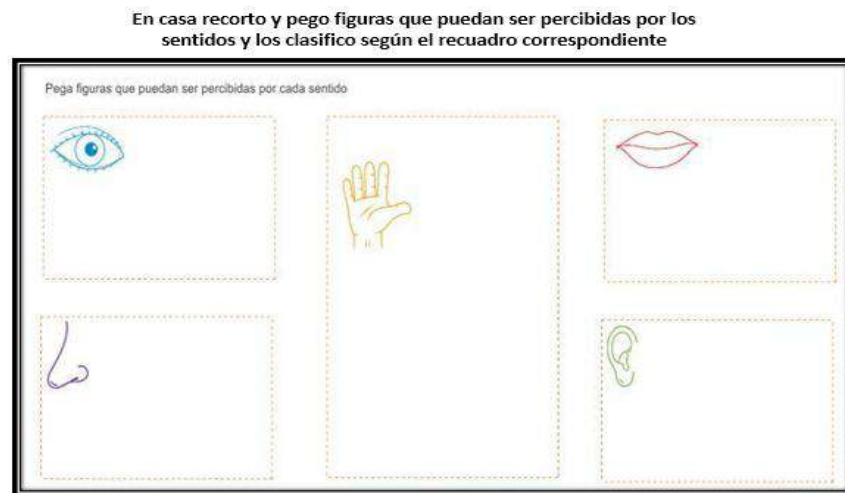 En casa recorto y pego figuras que puedan ser percibidas por los
sentidos y los clasifico según el recuadro correspondiente
Pega figuras que puedan ser percibidas por cada sentido